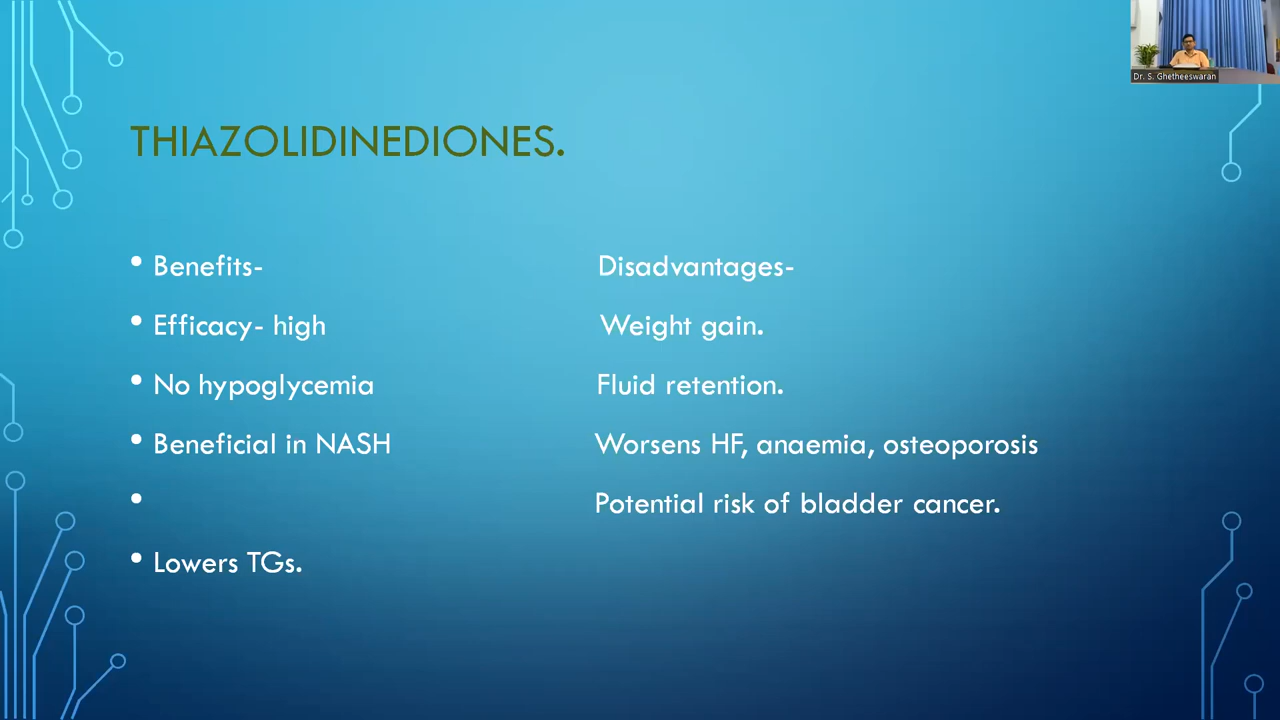 Dr. S. Ghetheeswaran
THIAZOLIDINEDIONES.
• Benefits- Disadvantages-
• Efficacy- high Weight gain.
• No hypoglycemia Fluid retention.
• Beneficial in NASH Worsens HF, anaemia, osteoporosis
• Potential risk of bladder cancer.
• Lowers TGs.